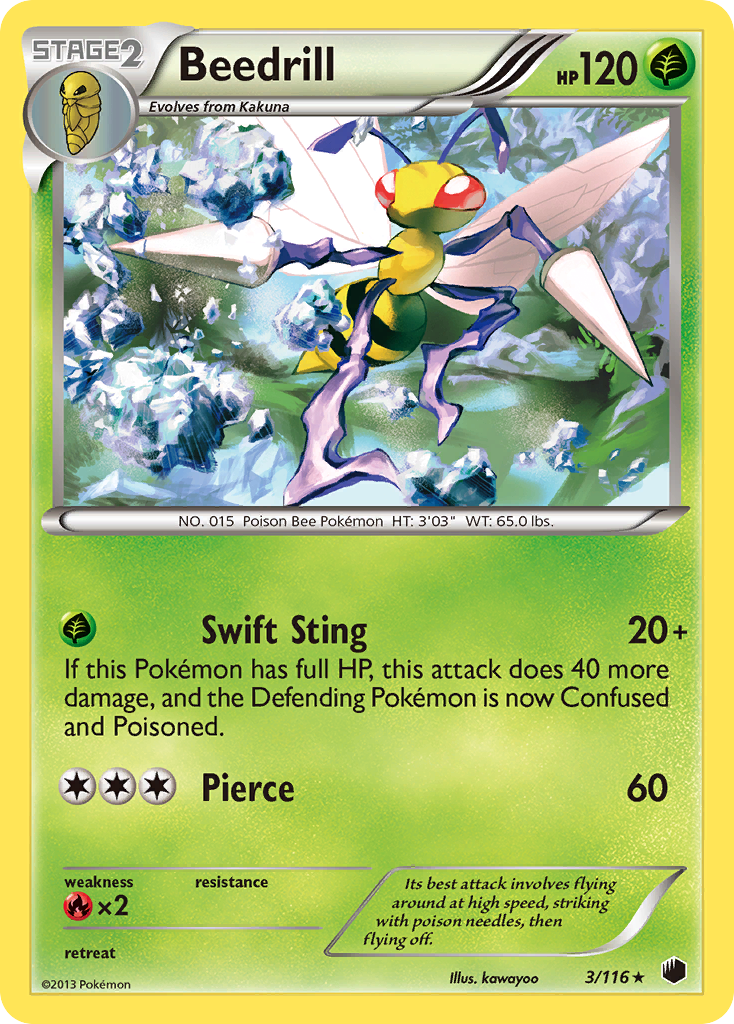 STAGE2
Beedrill
HP120
Evolves from Kakuna
NO. 015 Poison Bee Pokémon HT: 3'03" WT: 65.0 lbs.
Swift Sting 20+
If this Pokémon has full HP, this attack does 40 more
damage, and the Defending Pokémon is now Confused
and Poisoned.
Pierce 60
weakness resistance
×2
retreat
Its best attack involves flying
around at high speed, striking
with poison needles, then
flying off.
©2013 Pokémon
Illus. kawayoo
3/116★